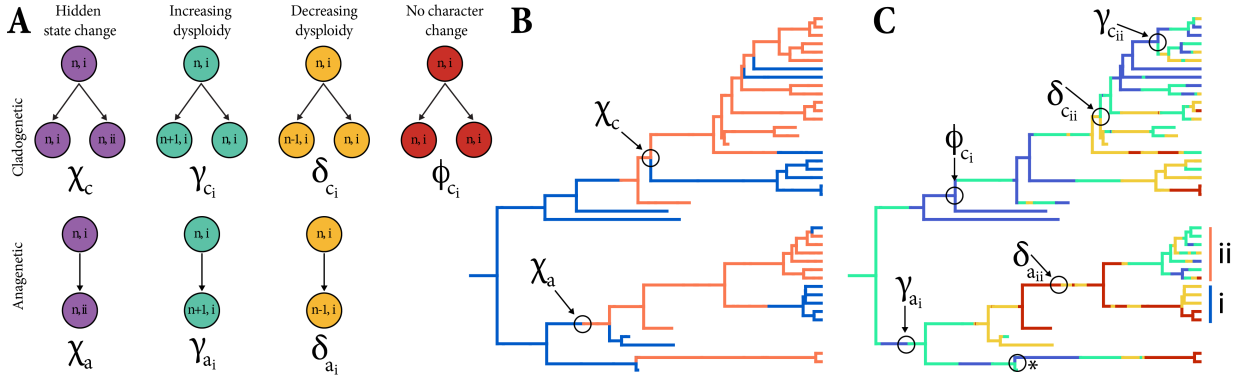 A
Hidden
state change
Increasing
dysploidy
Decreasing
dysploidy
No character
change
Cladogenetic
n, i
n, i
n, i
n, i
n, i
n, ii
n+1, i
n, i
n-1, i
n, i
n, i
n, i
χc
γci
δci
ϕci
Anagenetic
n, i
n, i
n, i
n, ii
n+1, i
n-1, i
χa
γai
δai
B
χc
χa
C
γcii
δcii
ϕci
δaii
γai
*
ii
i